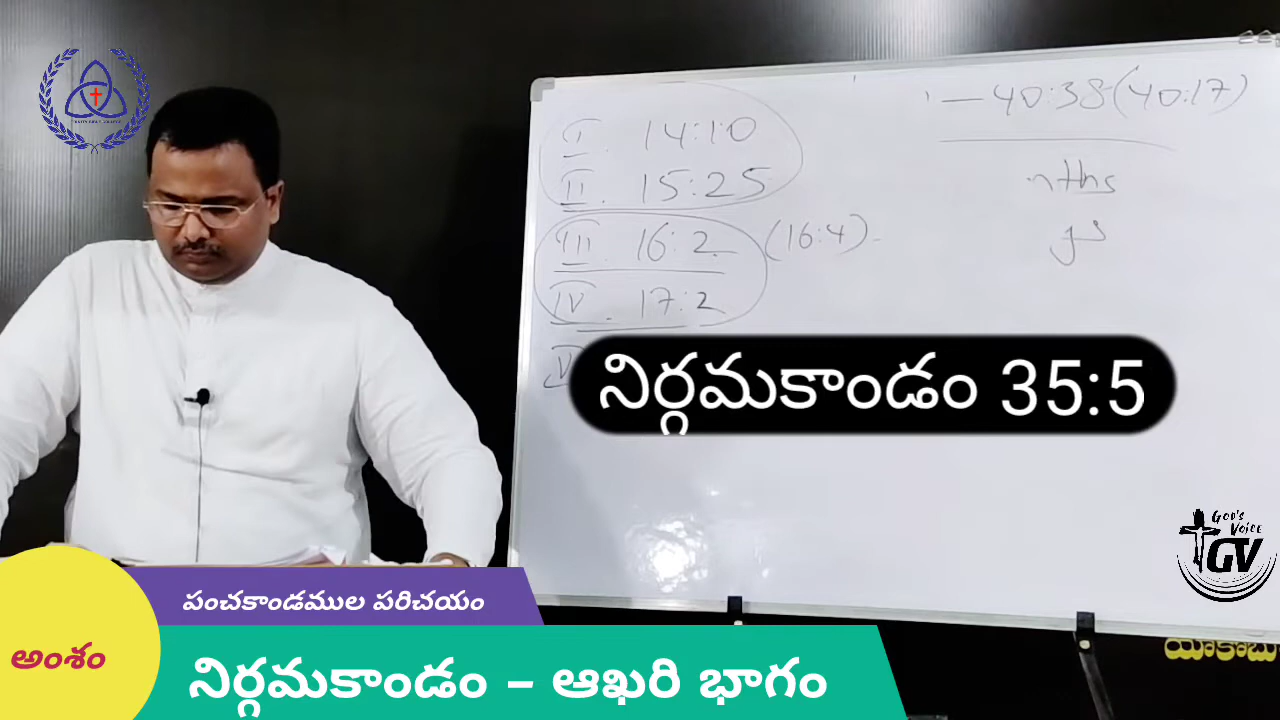 I. 14:10
II. 15:25
III. 16:2 (16:4)
IV. 17:2
V
— 40:38 (40:17)
నిర్గమకాండం 35:5
GOD'S
VOICE
GV
పంచకాండముల పరిచయం
అంశం
నిర్గమకాండం – ఆఖరి భాగం
యాకోబు